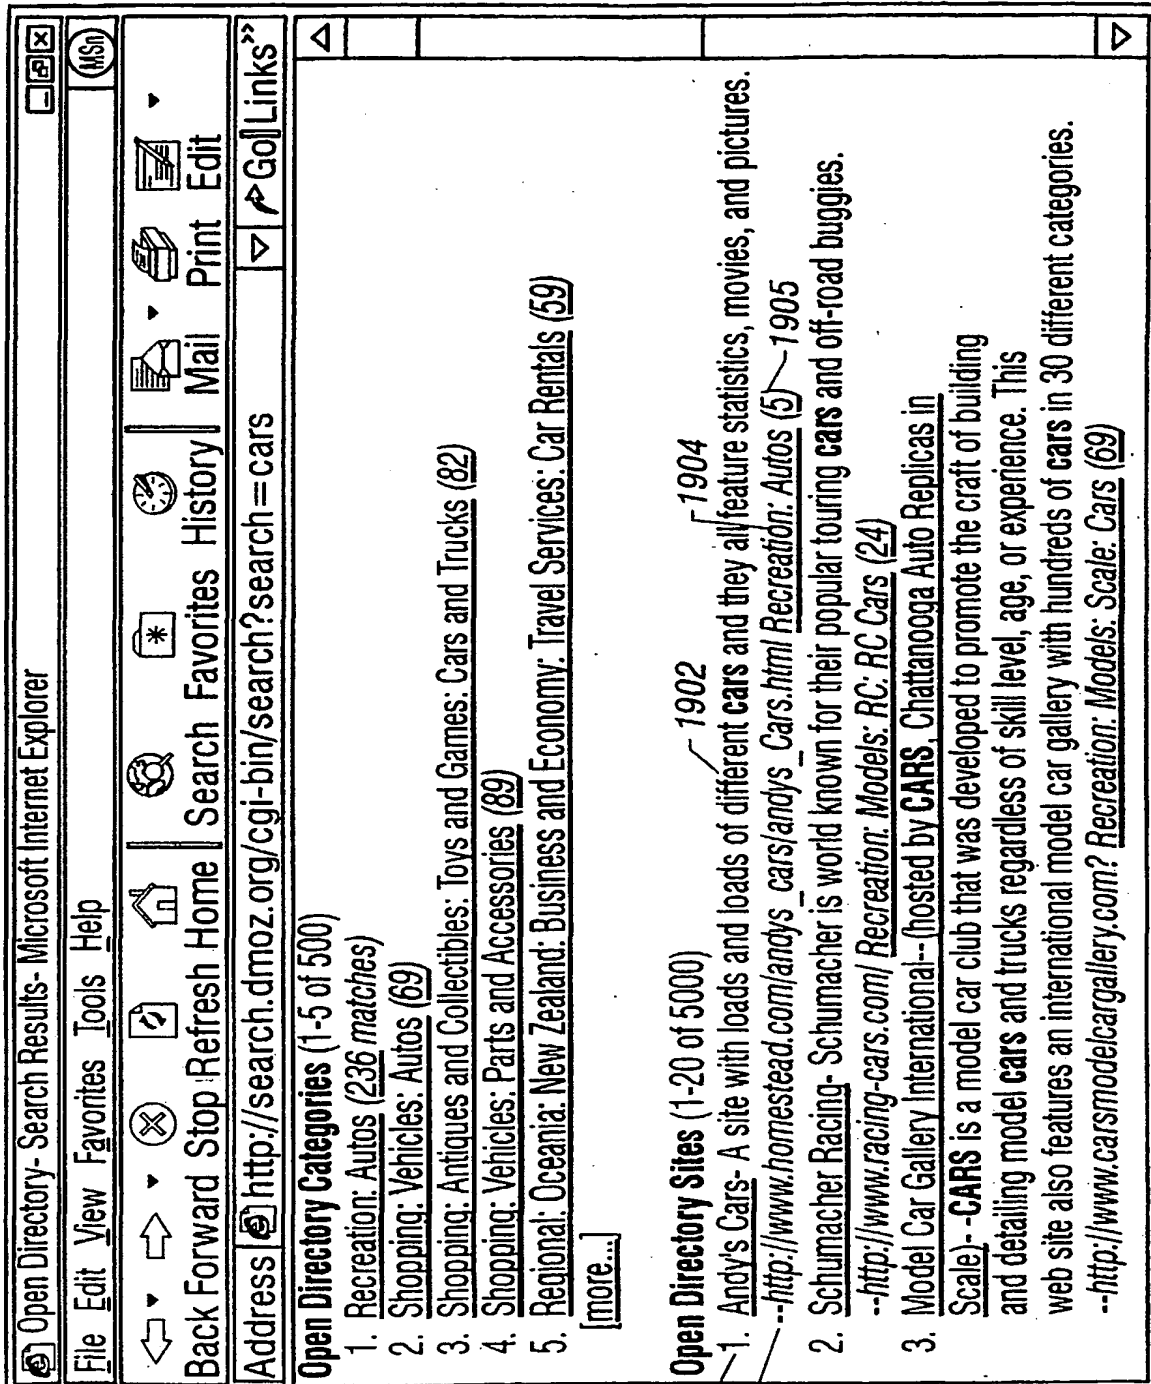 Open Directory- Search Results- Microsoft Internet Explorer
File Edit View Favorites Tools Help
MSn
Back Forward Stop Refresh Home Search Favorites History Mail Print Edit
Address http://search.dmoz.org/cgi-bin/search?search=cars Go Links »
Open Directory Categories (1-5 of 500)
1. Recreation: Autos (236 matches)
2. Shopping: Vehicles: Autos (69)
3. Shopping: Antiques and Collectibles: Toys and Games: Cars and Trucks (82)
4. Shopping: Vehicles: Parts and Accessories (89)
5. Regional: Oceania: New Zealand: Business and Economy: Travel Services: Car Rentals (59)
[more...]
1902
1904
Open Directory Sites (1-20 of 5000)
1. Andy's Cars- A site with loads and loads of different cars and they all feature statistics, movies, and pictures.
--http://www.homestead.com/andys_cars/andys_Cars.html Recreation: Autos (5) 1905
2. Schumacher Racing- Schumacher is world known for their popular touring cars and off-road buggies.
--http://www.racing-cars.com/ Recreation: Models: RC: RC Cars (24)
3. Model Car Gallery International--(hosted by CARS, Chattanooga Auto Replicas in
Scale)- -CARS is a model car club that was developed to promote the craft of building
and detailing model cars and trucks regardless of skill level, age, or experience. This
web site also features an international model car gallery with hundreds of cars in 30 different categories.
--http://www.carsmodelcargallery.com? Recreation: Models: Scale: Cars (69)